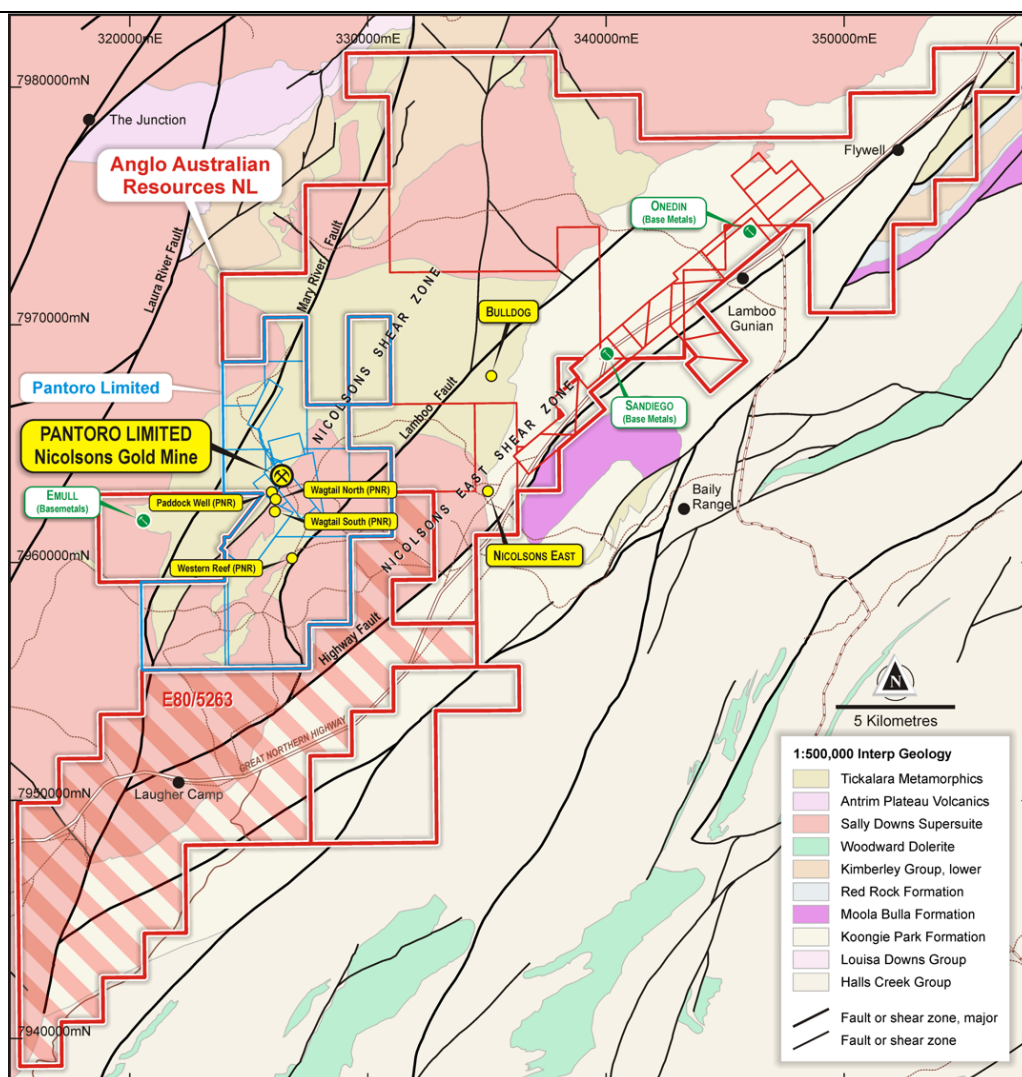 320000mE
330000mE
340000mE
350000mE
7980000mN
The Junction
Flywell
Anglo Australian
Resources NL
ONEDIN
(Base Metals)
Laura River Fault
Mary River Fault
NICOLSONS SHEAR ZONE
7970000mN
Lamboo
Gunian
BULLDOG
Lamboo Fault
Pantoro Limited
SANDIEGO
(Base Metals)
PANTORO LIMITED
Nicolsons Gold Mine
NICOLSONS EAST SHEAR ZONE
EMULL
(Basemetals)
Paddock Well (PNR)
Wagtail North (PNR)
Wagtail South (PNR)
Baily
Range
7960000mN
Western Reef (PNR)
NICOLSONS EAST
Highway Fault
E80/5263
N
5 Kilometres
GREAT NORTHERN HIGHWAY
7950000mN
Laugher Camp
1:500,000 Interp Geology
Tickalara Metamorphics
Antrim Plateau Volcanics
Sally Downs Supersuite
Woodward Dolerite
Kimberley Group, lower
Red Rock Formation
Moola Bulla Formation
Koongie Park Formation
Louisa Downs Group
Halls Creek Group
Fault or shear zone, major
Fault or shear zone
7940000mN